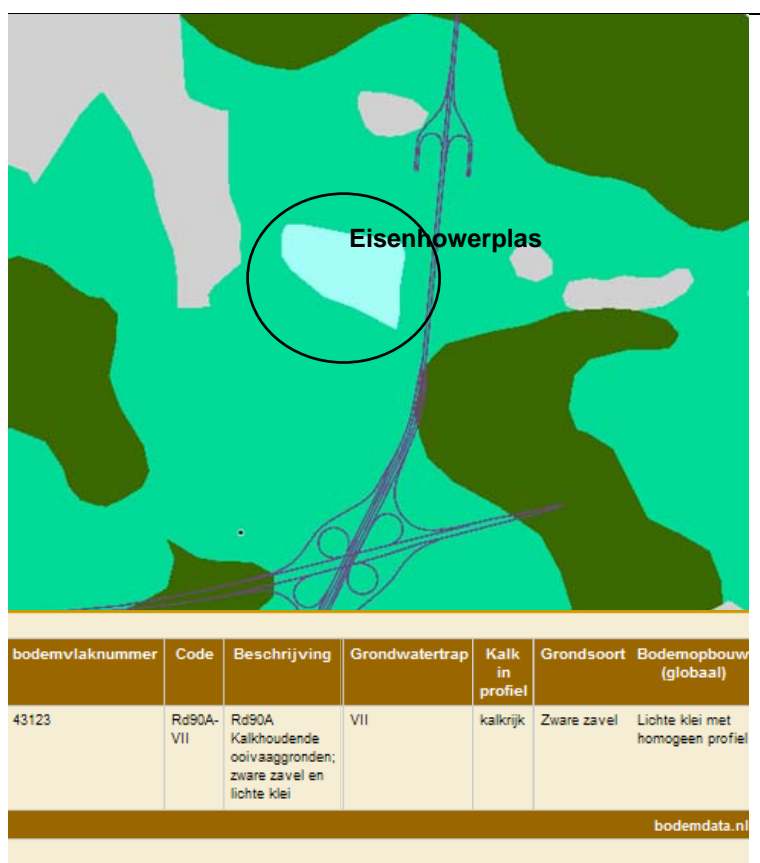 Eisenhowerplas
bodemvlaknummer Code Beschrijving Grondwatertrap Kalk in profiel Grondsoort Bodemopbouw (globaal)
43123 Rd90A-VII Rd90A Kalkhoudende ooivaaggronden; zware zavel en lichte klei VII kalkrijk Zware zavel Lichte klei met homogeen profiel
bodemdata.nl